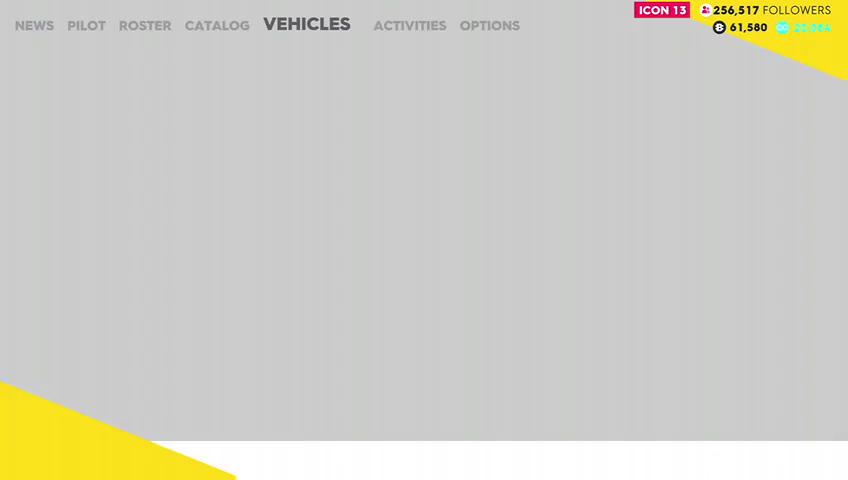 NEWS PILOT ROSTER CATALOG VEHICLES ACTIVITIES OPTIONS
ICON 13 256,517 FOLLOWERS
61,580